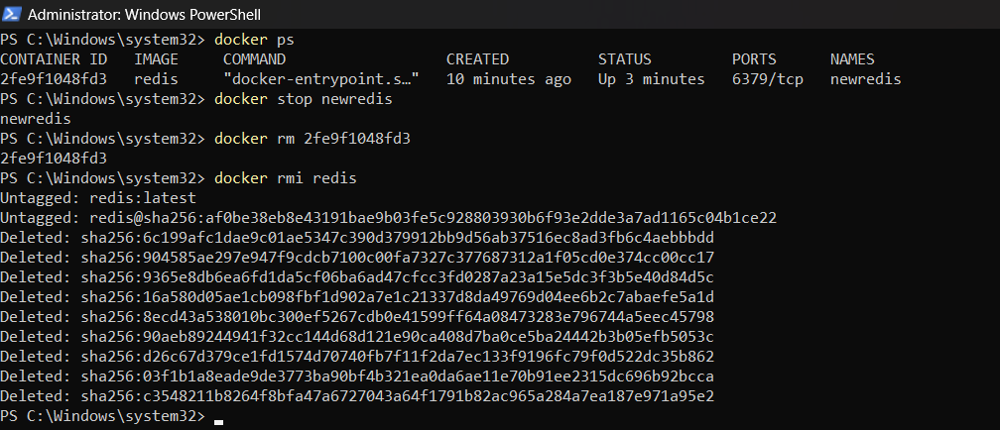 Administrator: Windows PowerShell
PS C:\Windows\system32> docker ps
CONTAINER ID   IMAGE     COMMAND                  CREATED          STATUS         PORTS      NAMES
2fe9f1048fd3   redis     "docker-entrypoint.s…"   10 minutes ago   Up 3 minutes   6379/tcp   newredis
PS C:\Windows\system32> docker stop newredis
newredis
PS C:\Windows\system32> docker rm 2fe9f1048fd3
2fe9f1048fd3
PS C:\Windows\system32> docker rmi redis
Untagged: redis:latest
Untagged: redis@sha256:af0be38eb8e43191bae9b03fe5c928803930b6f93e2dde3a7ad1165c04b1ce22
Deleted: sha256:6c199afc1dae9c01ae5347c390d379912bb9d56ab37516ec8ad3fb6c4aebbbdd
Deleted: sha256:904585ae297e947f9cdcb7100c00fa7327c377687312a1f05cd0e374cc00cc17
Deleted: sha256:9365e8db6ea6fd1da5cf06ba6ad47cfcc3fd0287a23a15e5dc3f3b5e40d84d5c
Deleted: sha256:16a580d05ae1cb098fbf1d902a7e1c21337d8da49769d04ee6b2c7abaefe5a1d
Deleted: sha256:8ecd43a538010bc300ef5267cdb0e41599ff64a08473283e796744a5eec45798
Deleted: sha256:90aeb89244941f32cc144d68d121e90ca408d7ba0ce5ba24442b3b05efb5053c
Deleted: sha256:d26c67d379ce1fd1574d70740fb7f11f2da7ec133f9196fc79f0d522dc35b862
Deleted: sha256:03f1b1a8eade9de3773ba90bf4b321ea0da6ae11e70b91ee2315dc696b92bcca
Deleted: sha256:c3548211b8264f8bfa47a6727043a64f1791b82ac965a284a7ea187e971a95e2
PS C:\Windows\system32>